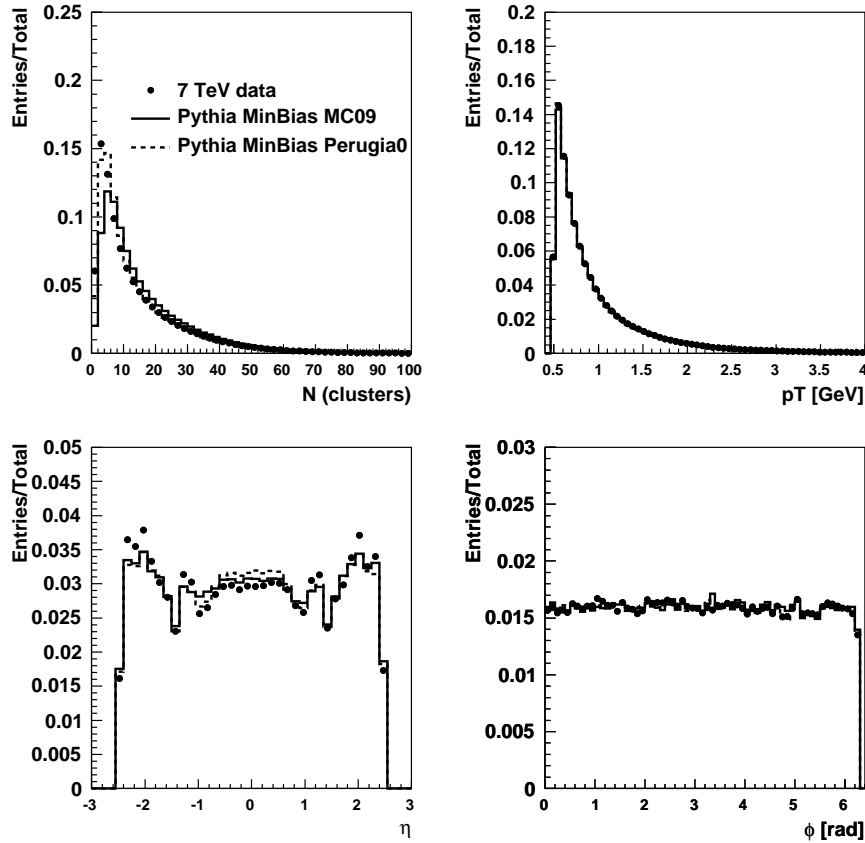 Entries/Total
0.25
0.2
0.15
0.1
0.05
0
7 TeV data
Pythia MinBias MC09
Pythia MinBias Perugia0
0 10 20 30 40 50 60 70 80 90 100
N (clusters)
Entries/Total
0.2
0.18
0.16
0.14
0.12
0.1
0.08
0.06
0.04
0.02
0
0.5 1 1.5 2 2.5 3 3.5 4
pT [GeV]
Entries/Total
0.05
0.045
0.04
0.035
0.03
0.025
0.02
0.015
0.01
0.005
0
-3 -2 -1 0 1 2 3
η
Entries/Total
0.03
0.025
0.02
0.015
0.01
0.005
0
0 1 2 3 4 5 6
ϕ [rad]